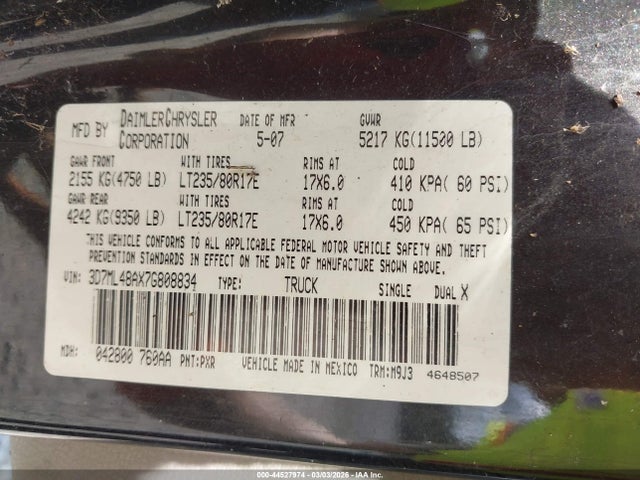 MFD BY DAIMLERCHRYSLER CORPORATION DATE OF MFR 5-07 GVWR 5217 KG(11500 LB)
GAWR FRONT WITH TIRES RIMS AT COLD
2155 KG(4750 LB) LT235/80R17E 17X6.0 410 KPA( 60 PSI)
GAWR REAR WITH TIRES RIMS AT COLD
4242 KG(9350 LB) LT235/80R17E 17X6.0 450 KPA( 65 PSI)
THIS VEHICLE CONFORMS TO ALL APPLICABLE FEDERAL MOTOR VEHICLE SAFETY AND THEFT
PREVENTION STANDARDS IN EFFECT ON THE DATE OF MANUFACTURE SHOWN ABOVE.
VIN: 3D7ML48AX7G808834 TYPE: TRUCK SINGLE DUAL X
MDH: 042800 760AA PNT:PXR VEHICLE MADE IN MEXICO TRM:M9J3 4648507
000-44527974 - 03/03/2026 - IAA Inc.